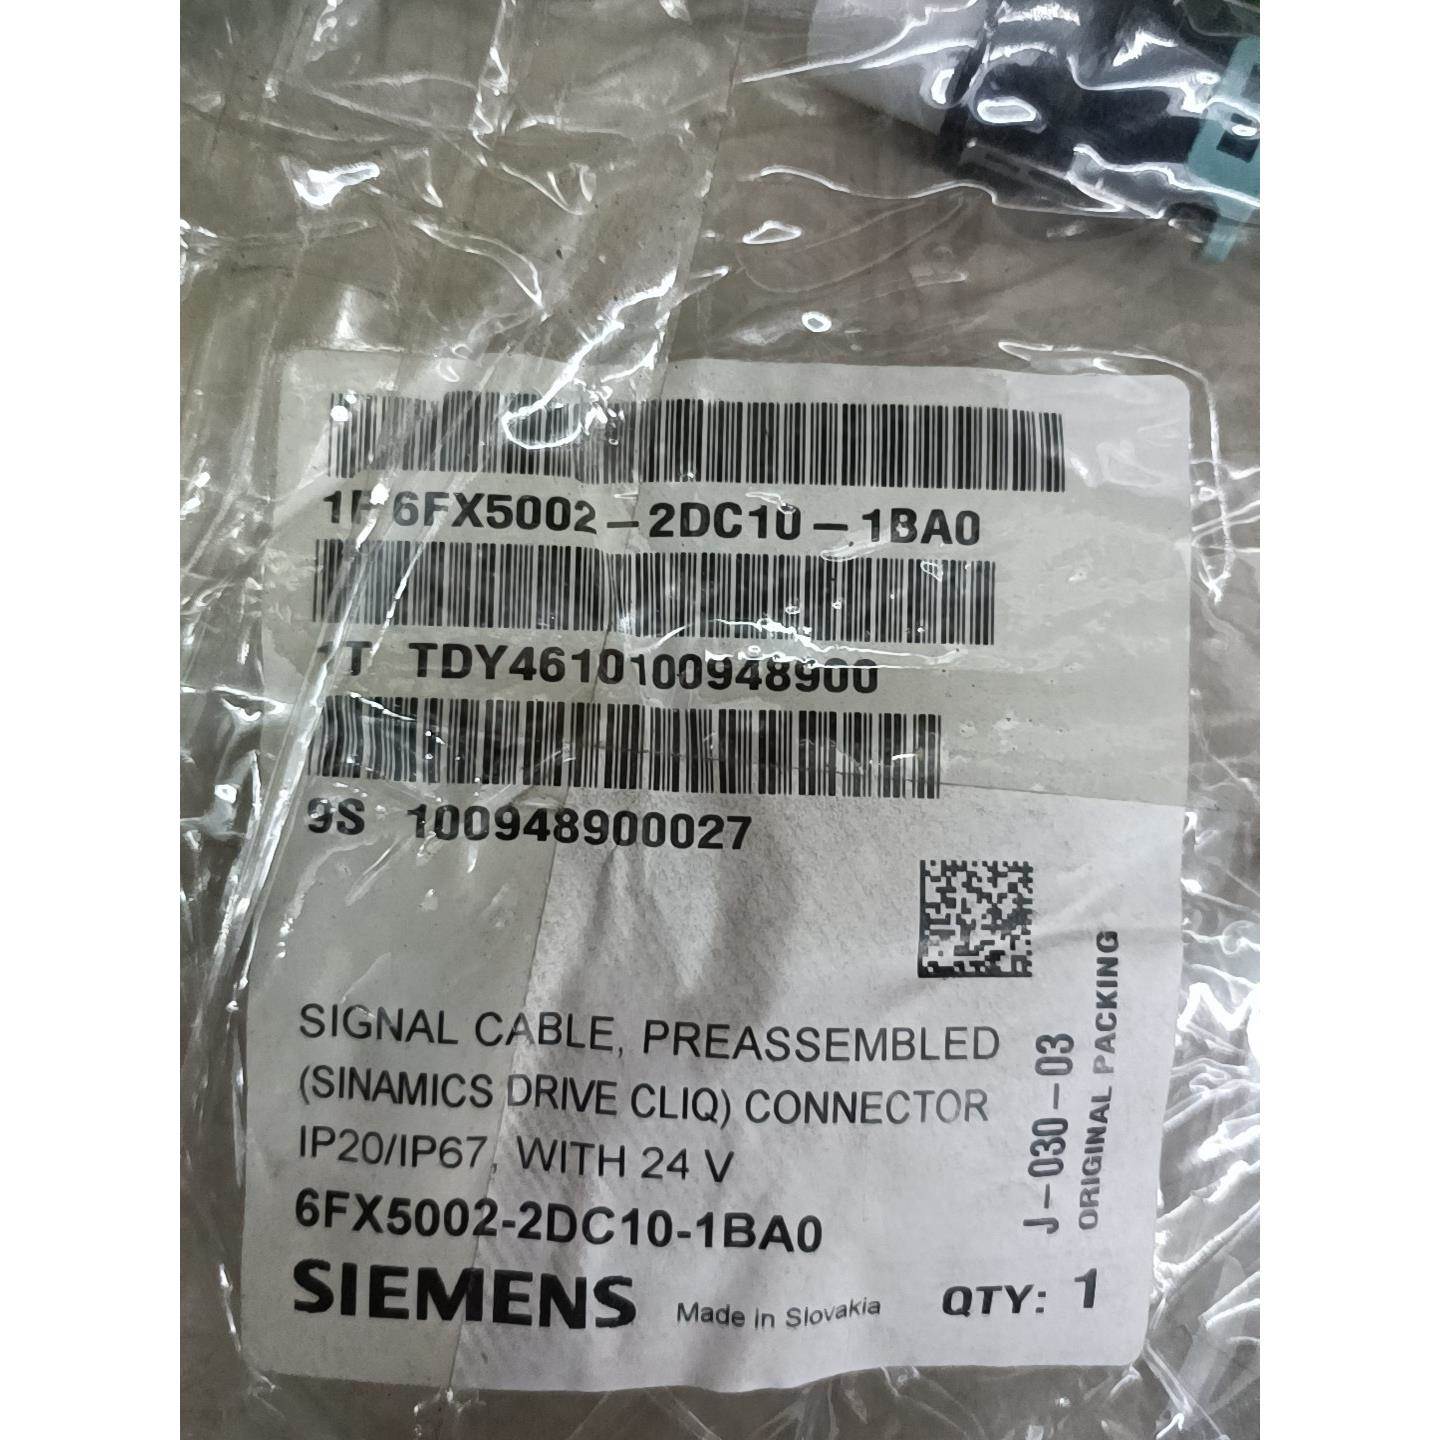 1P 6FX5002-2DC10-1BA0
1T TDY4610100948900
9S 100948900027
SIGNAL CABLE, PREASSEMBLED
(SINAMICS DRIVE CLIQ) CONNECTOR
IP20/IP67, WITH 24 V
6FX5002-2DC10-1BA0
SIEMENS Made in Slovakia QTY: 1
J-030-03
ORIGINAL PACKING